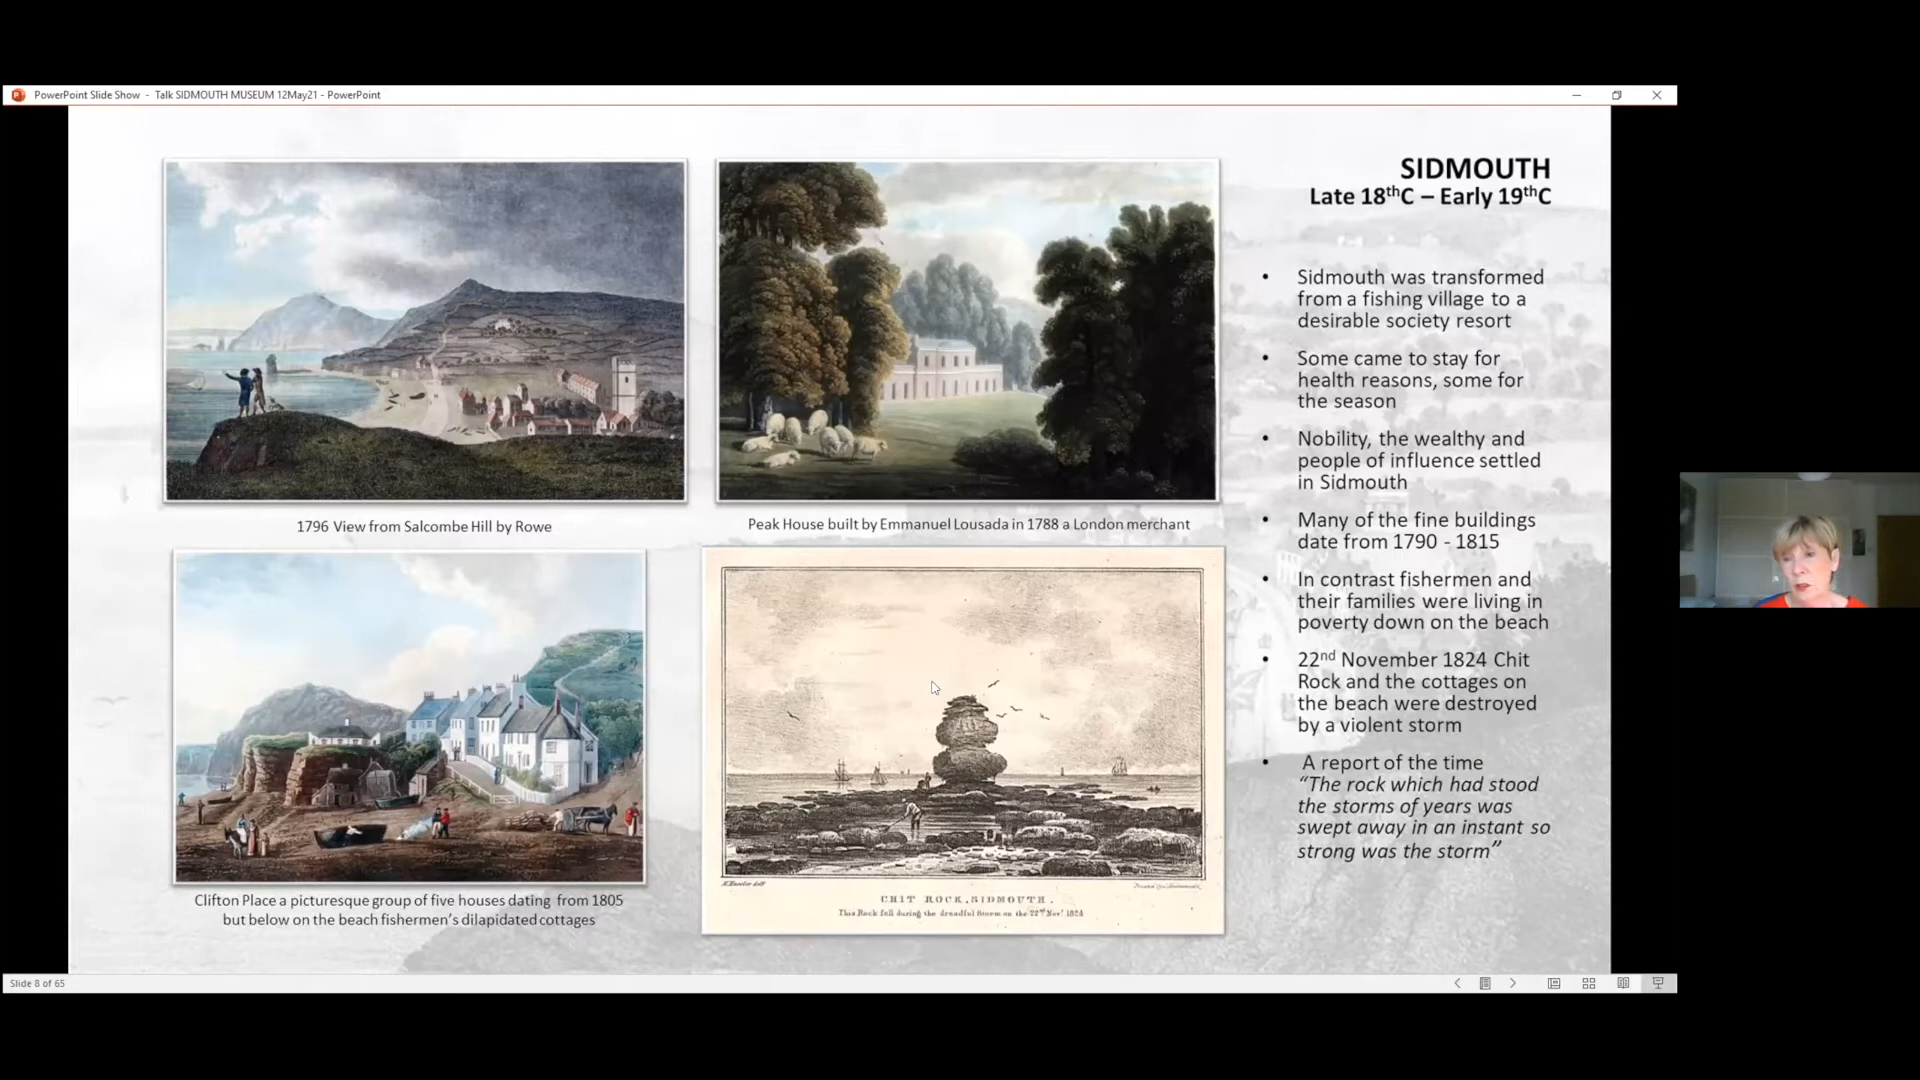 PowerPoint Slide Show - Talk SIDMOUTH MUSEUM 12May21 - PowerPoint
SIDMOUTH
Late 18thC – Early 19thC
• Sidmouth was transformed
from a fishing village to a
desirable society resort
• Some came to stay for
health reasons, some for
the season
• Nobility, the wealthy and
people of influence settled
in Sidmouth
• Many of the fine buildings
date from 1790 - 1815
• In contrast fishermen and
their families were living in
poverty down on the beach
• 22nd November 1824 Chit
Rock and the cottages on
the beach were destroyed
by a violent storm
• A report of the time
“The rock which had stood
the storms of years was
swept away in an instant so
strong was the storm”
1796 View from Salcombe Hill by Rowe
Peak House built by Emmanuel Lousada in 1788 a London merchant
Clifton Place a picturesque group of five houses dating from 1805
but below on the beach fishermen’s dilapidated cottages
CHIT ROCK, SIDMOUTH.
This Rock fell during the dreadful Storm on the 22nd Novr 1824
Slide 8 of 65